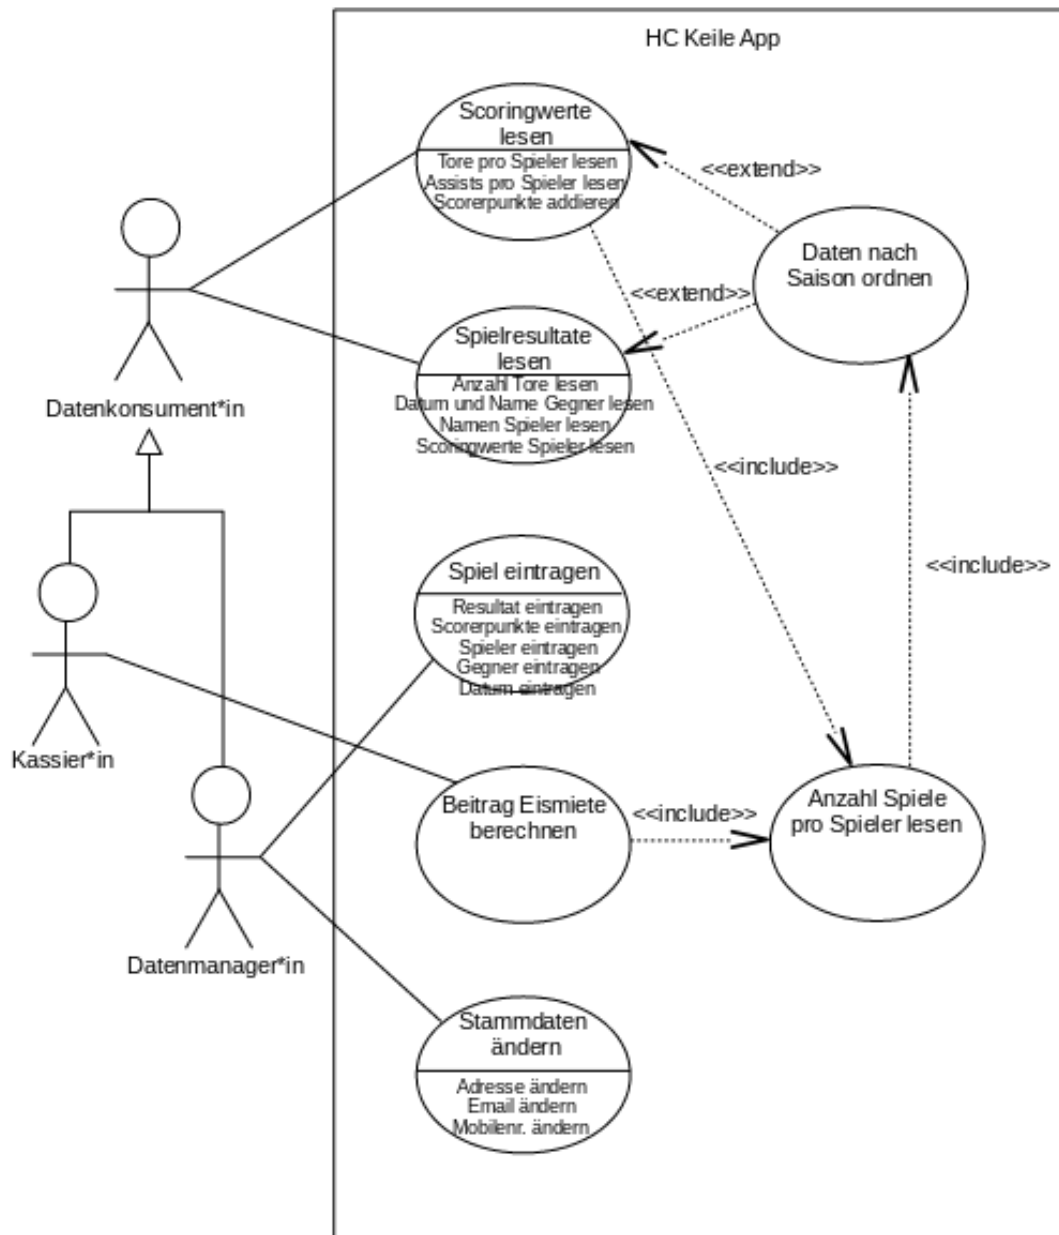 HC Keile App
Scoringwerte
lesen
Tore pro Spieler lesen
Assists pro Spieler lesen
Scorerpunkte addieren
<<extend>>
Daten nach
Saison ordnen
<<extend>>
Spielresultate
lesen
Anzahl Tore lesen
Datum und Name Gegner lesen
Namen Spieler lesen
Scoringwerte Spieler lesen
Datenkonsument*in
<<include>>
<<include>>
Spiel eintragen
Resultat eintragen
Scorerpunkte eintragen
Spieler eintragen
Gegner eintragen
Datum eintragen
Kassier*in
Beitrag Eismiete
berechnen
<<include>>
Anzahl Spiele
pro Spieler lesen
Datenmanager*in
Stammdaten
ändern
Adresse ändern
Email ändern
Mobilenr. ändern